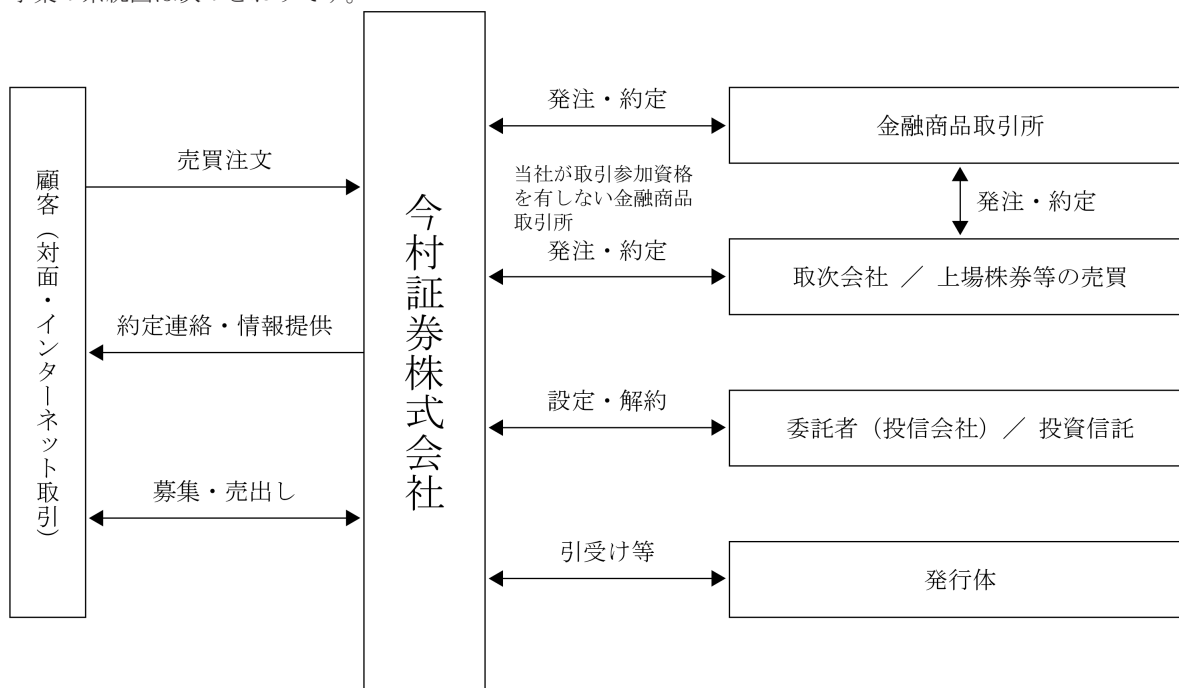 事業の系統図は次のとおりです。
顧客（対面・インターネット取引）
売買注文
約定連絡・情報提供
募集・売出し
今村証券株式会社
発注・約定
当社が取引参加資格
を有しない金融商品
取引所
発注・約定
設定・解約
引受け等
金融商品取引所
発注・約定
取次会社 ／ 上場株券等の売買
委託者（投信会社）／ 投資信託
発行体